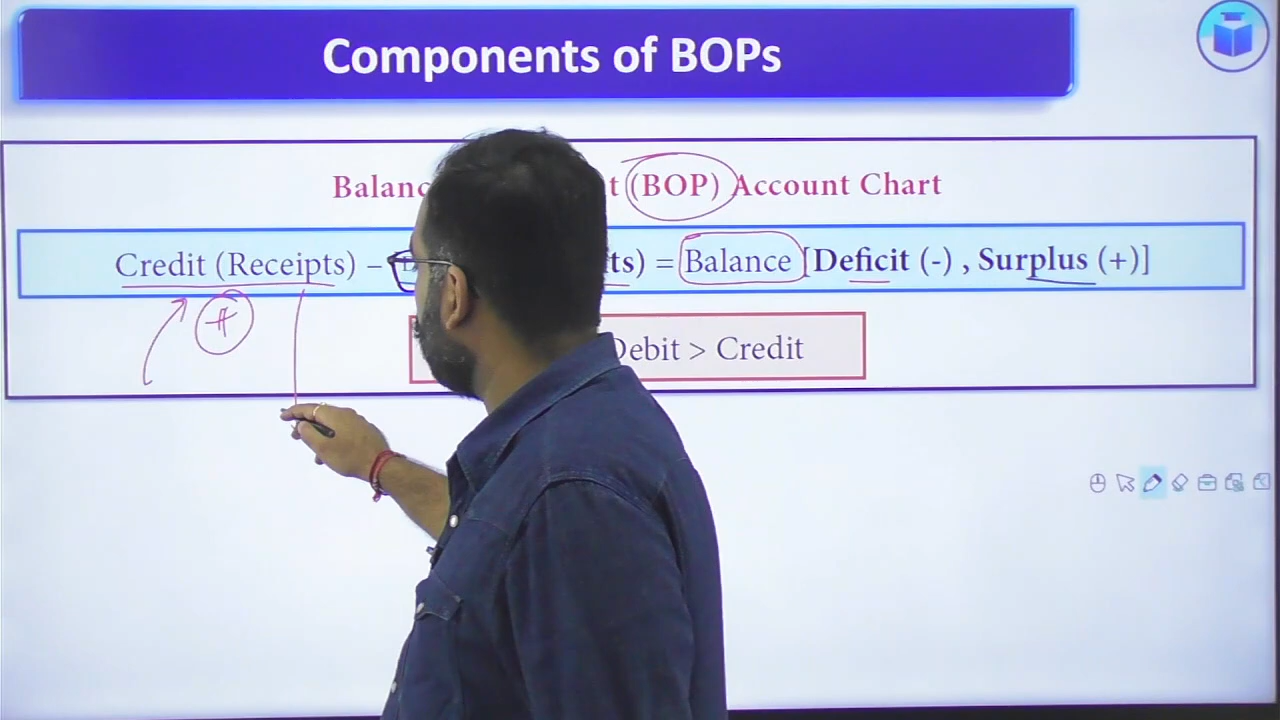 Components of BOPs
Balanc t (BOP) Account Chart
Credit (Receipts) – ts) = Balance [Deficit (-) , Surplus (+)]
+
Debit > Credit